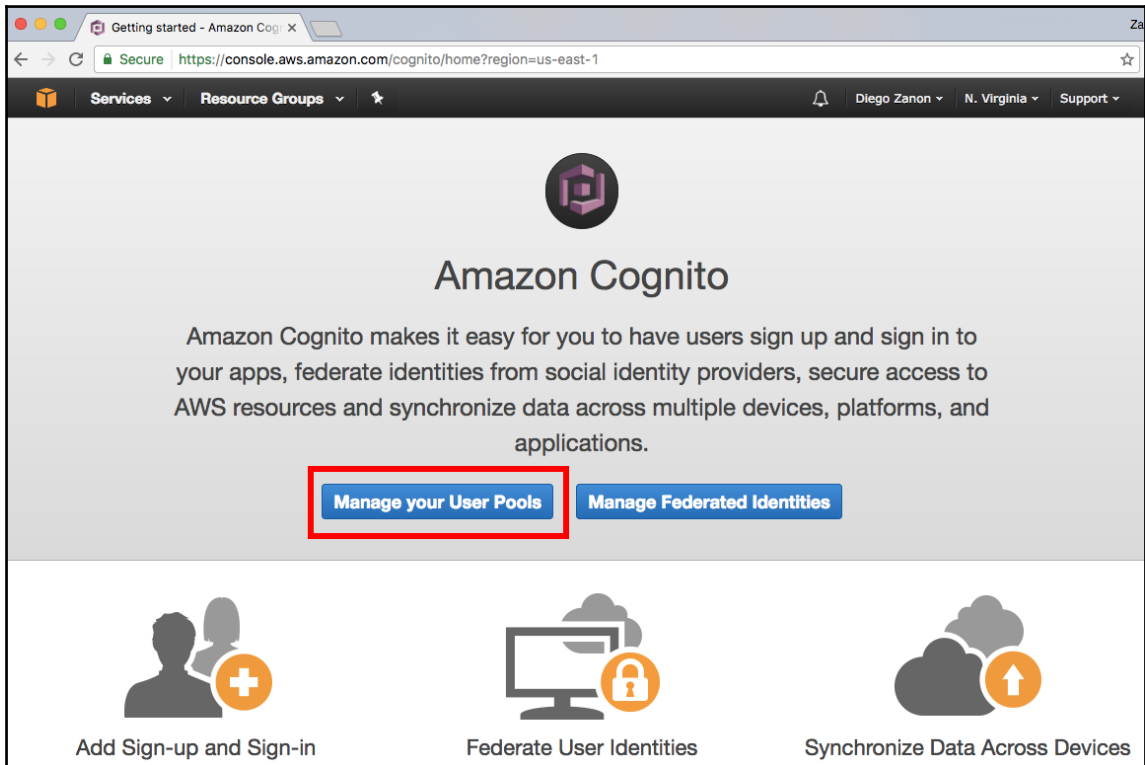 Getting started - Amazon Cog
Za
Secure https://console.aws.amazon.com/cognito/home?region=us-east-1
Services Resource Groups Diego Zanon N. Virginia Support
Amazon Cognito
Amazon Cognito makes it easy for you to have users sign up and sign in to
your apps, federate identities from social identity providers, secure access to
AWS resources and synchronize data across multiple devices, platforms, and
applications.
Manage your User Pools Manage Federated Identities
Add Sign-up and Sign-in Federate User Identities Synchronize Data Across Devices